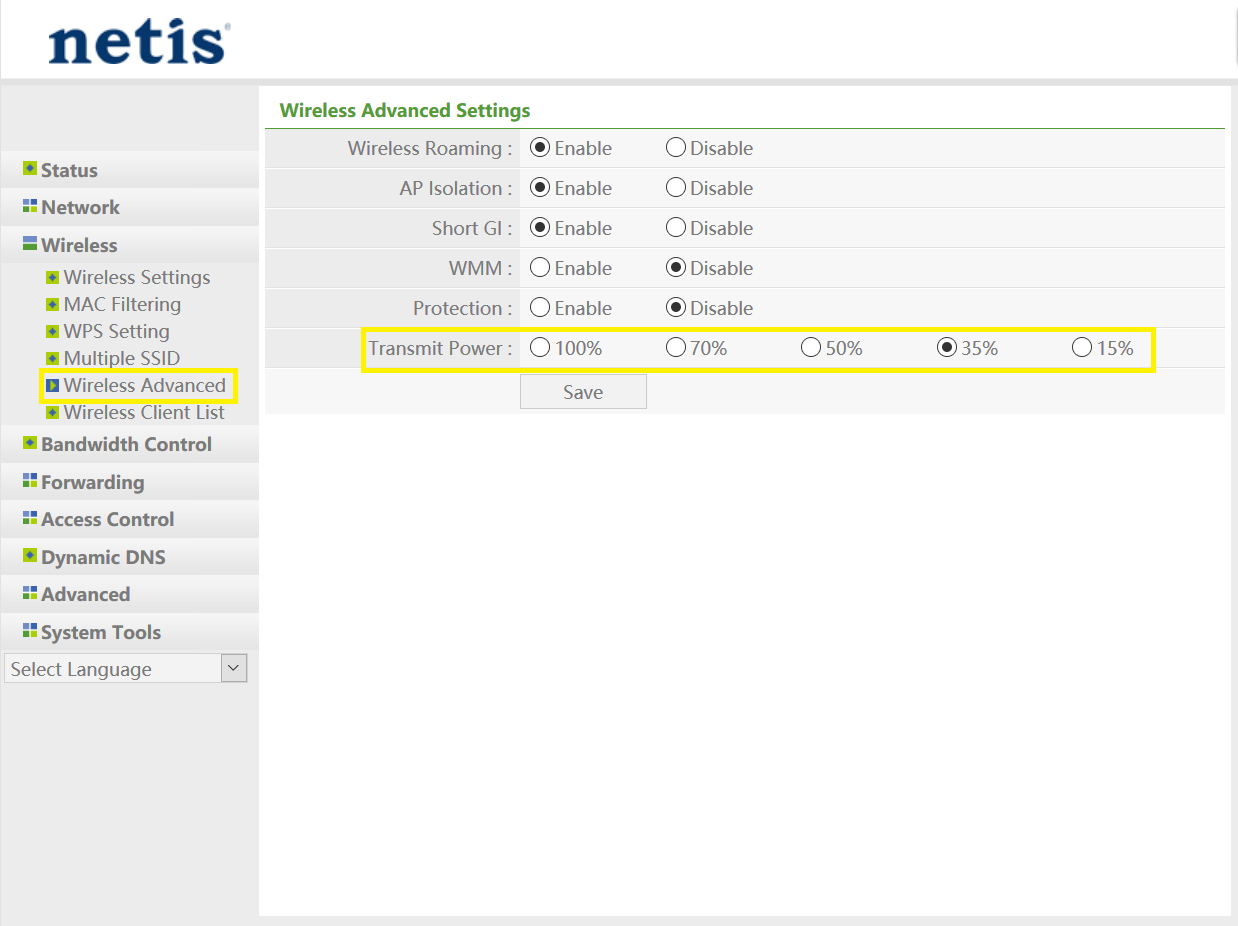 netis®
Wireless Advanced Settings
Wireless Roaming : Enable Disable
AP Isolation : Enable Disable
Short GI : Enable Disable
WMM : Enable Disable
Protection : Enable Disable
Transmit Power : 100% 70% 50% 35% 15%
Save
Status
Network
Wireless
Wireless Settings
MAC Filtering
WPS Setting
Multiple SSID
Wireless Advanced
Wireless Client List
Bandwidth Control
Forwarding
Access Control
Dynamic DNS
Advanced
System Tools
Select Language